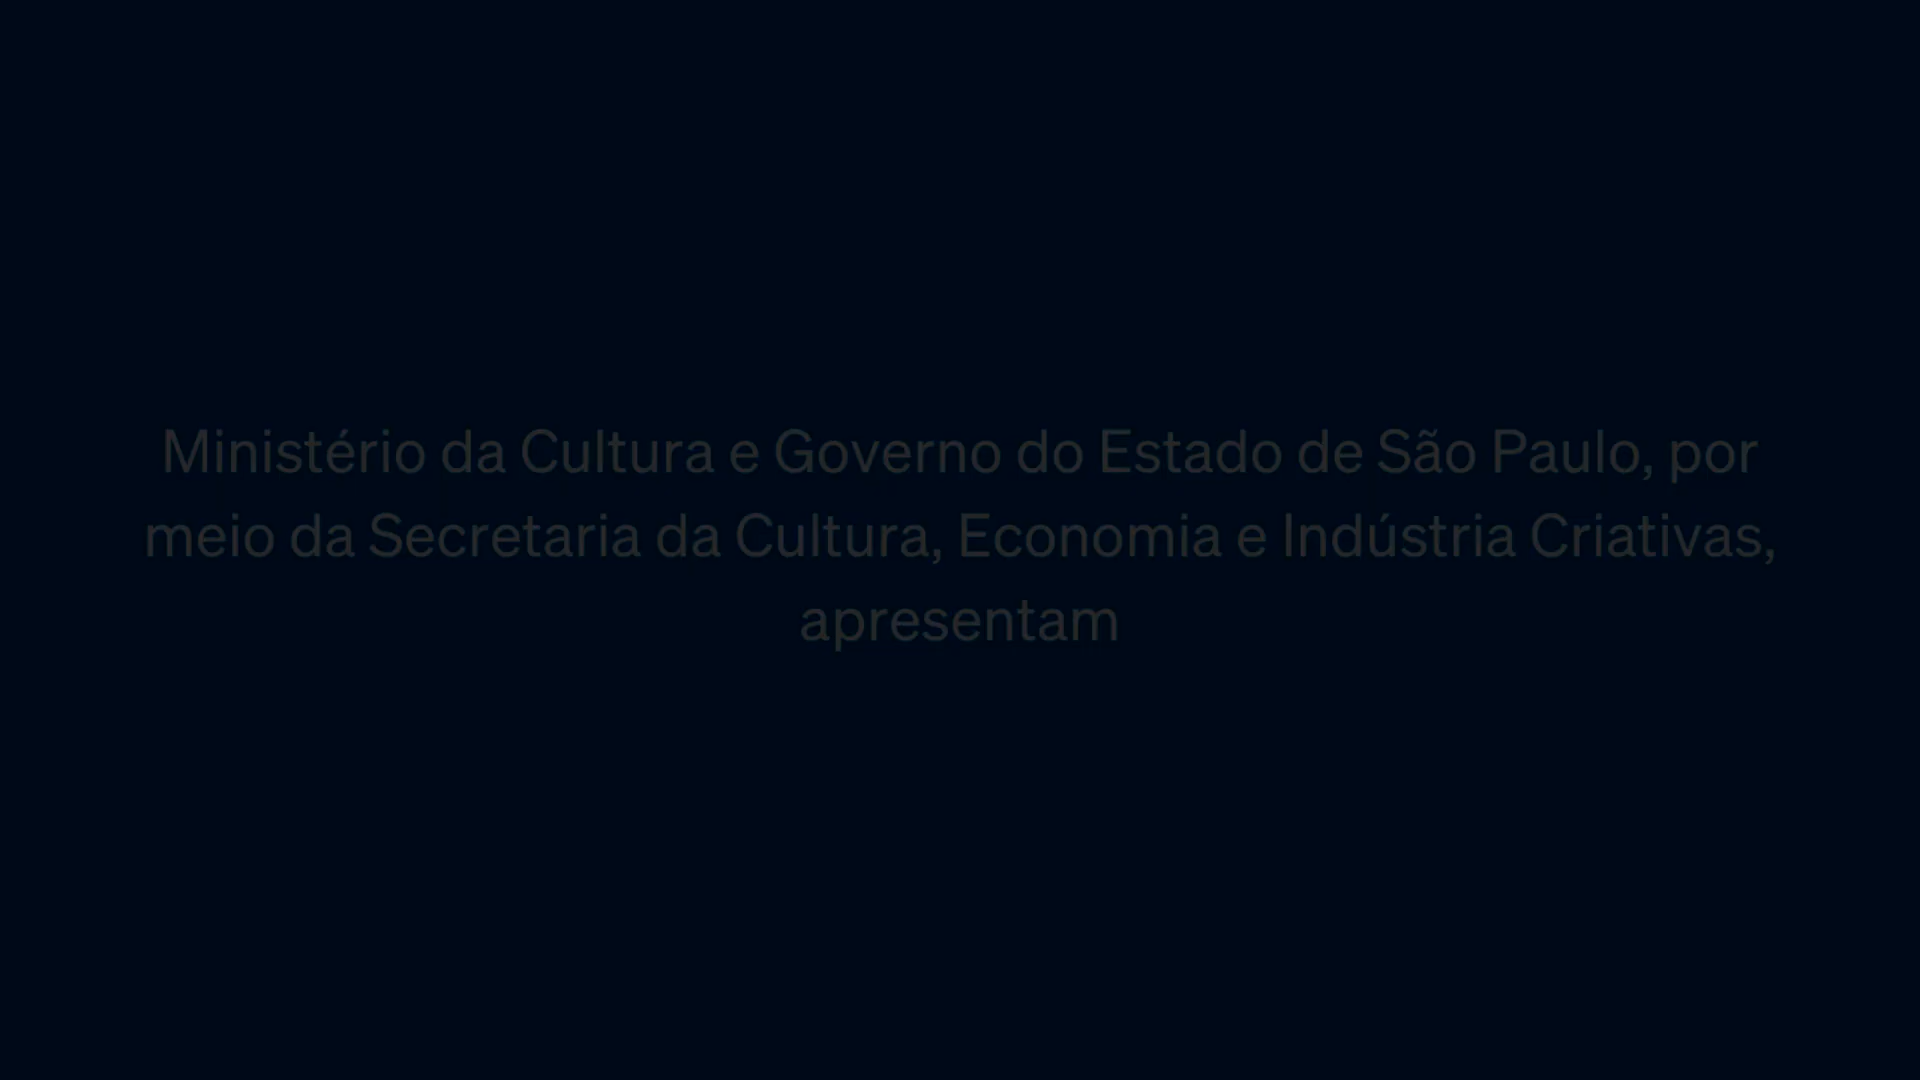 Ministério da Cultura e Governo do Estado de São Paulo, por
meio da Secretaria da Cultura, Economia e Indústria Criativas,
apresentam